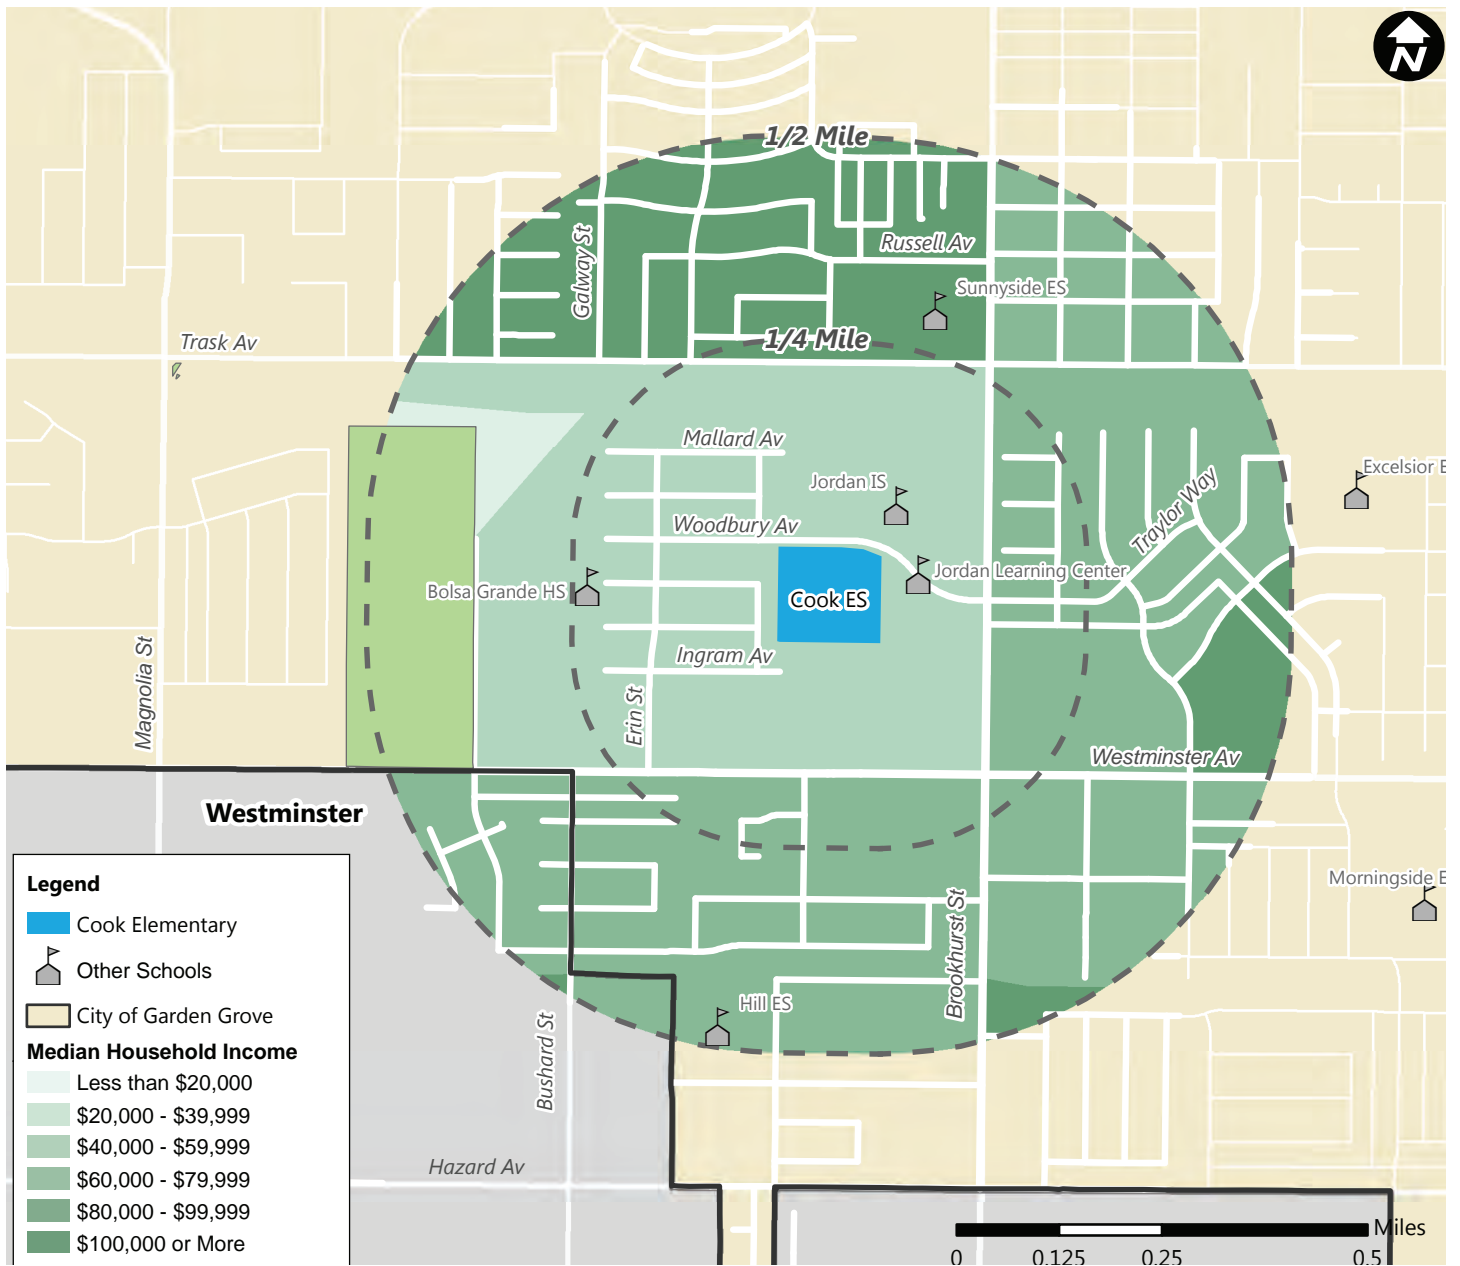 N
1/2 Mile
Russell Av
Galway St
Sunnyside ES
Trask Av
1/4 Mile
Mallard Av
Jordan IS
Excelsior E
Traylor Way
Woodbury Av
Jordan Learning Center
Bolsa Grande HS
Cook ES
Magnolia St
Ingram Av
Erin St
Westminster Av
Westminster
Morningside E
Brookhurst St
Hill ES
Bushard St
Hazard Av
Legend
Cook Elementary
Other Schools
City of Garden Grove
Median Household Income
Less than $20,000
$20,000 - $39,999
$40,000 - $59,999
$60,000 - $79,999
$80,000 - $99,999
$100,000 or More
Miles
0 0.125 0.25 0.5